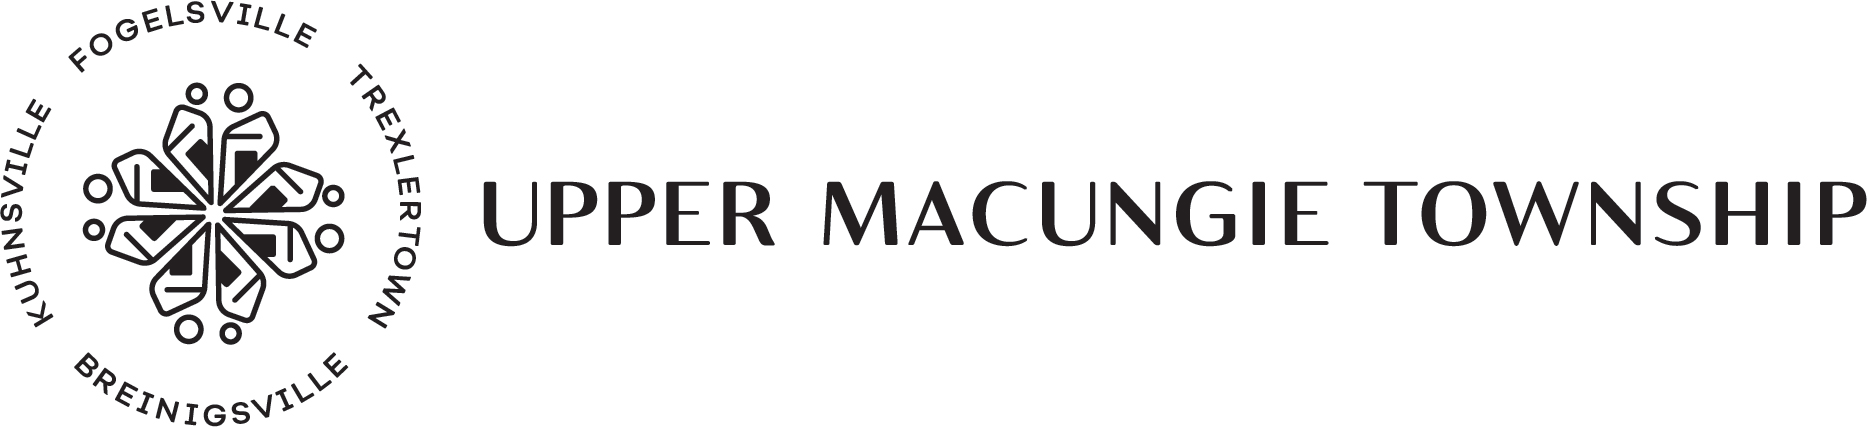 FOGELSVILLE
TREXLERTOWN
BREINIGSVILLE
KUHNSVILLE
UPPER MACUNGIE TOWNSHIP